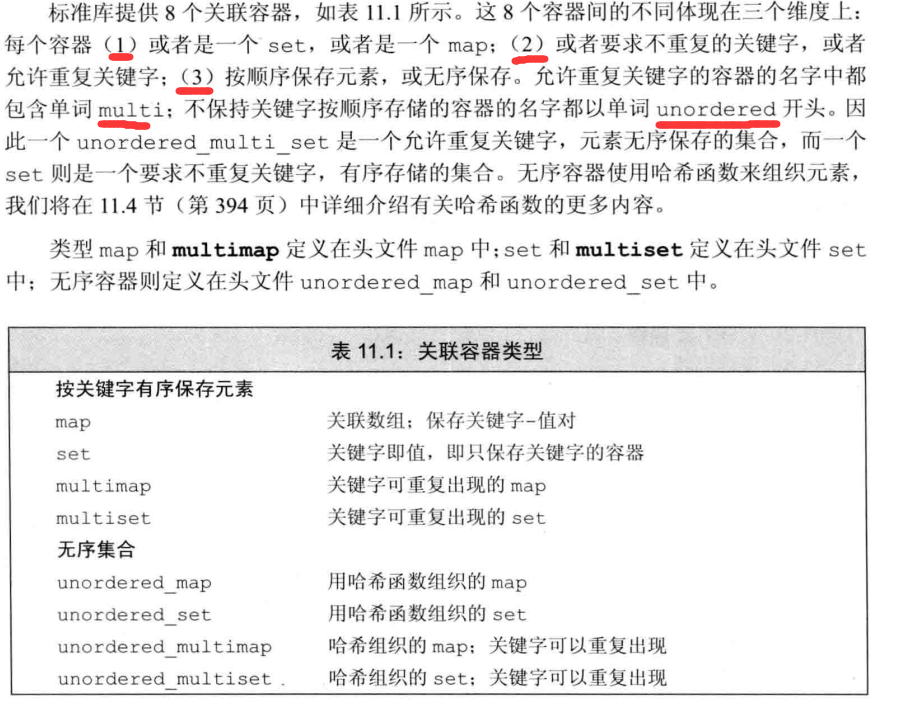 标准库提供 8 个关联容器，如表 11.1 所示。这 8 个容器间的不同体现在三个维度上：
每个容器（1）或者是一个 set，或者是一个 map；（2）或者要求不重复的关键字，或者
允许重复关键字；（3）按顺序保存元素，或无序保存。允许重复关键字的容器的名字中都
包含单词 multi；不保持关键字按顺序存储的容器的名字都以单词 unordered 开头。因
此一个 unordered_multi_set 是一个允许重复关键字，元素无序保存的集合，而一个
set 则是一个要求不重复关键字，有序存储的集合。无序容器使用哈希函数来组织元素，
我们将在 11.4 节（第 394 页）中详细介绍有关哈希函数的更多内容。
类型 map 和 multimap 定义在头文件 map 中；set 和 multiset 定义在头文件 set
中；无序容器则定义在头文件 unordered_map 和 unordered_set 中。
表 11.1：关联容器类型
按关键字有序保存元素
map 关联数组；保存关键字-值对
set 关键字即值，即只保存关键字的容器
multimap 关键字可重复出现的 map
multiset 关键字可重复出现的 set
无序集合
unordered_map 用哈希函数组织的 map
unordered_set 用哈希函数组织的 set
unordered_multimap 哈希组织的 map；关键字可以重复出现
unordered_multiset 哈希组织的 set；关键字可以重复出现